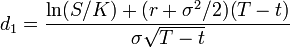 d_1 = \frac{\ln(S/K) + (r + \sigma^2/2)(T - t)}{\sigma\sqrt{T - t}}